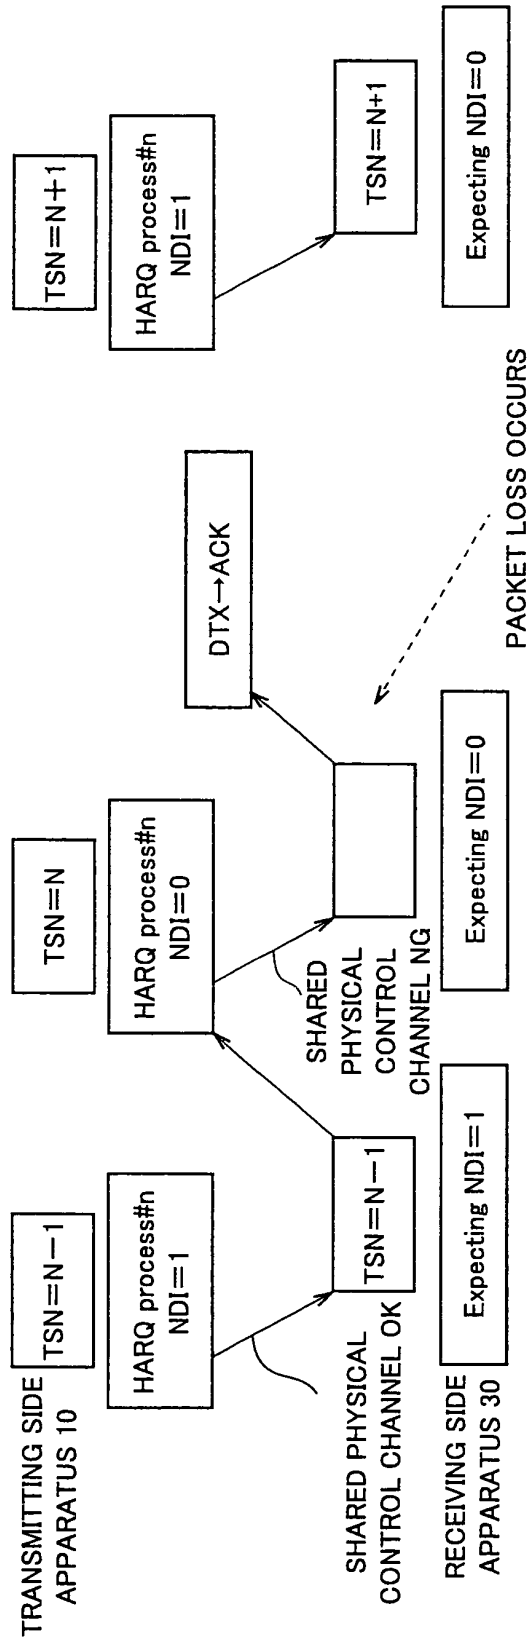 TRANSMITTING SIDE
APPARATUS 10
TSN=N−1
HARQ process#n
NDI=1
SHARED PHYSICAL
CONTROL CHANNEL OK
TSN=N−1
RECEIVING SIDE
APPARATUS 30
Expecting NDI=1
TSN=N
HARQ process#n
NDI=0
SHARED
PHYSICAL
CONTROL
CHANNEL NG
Expecting NDI=0
DTX→ACK
PACKET LOSS OCCURS
TSN=N+1
HARQ process#n
NDI=1
TSN=N+1
Expecting NDI=0